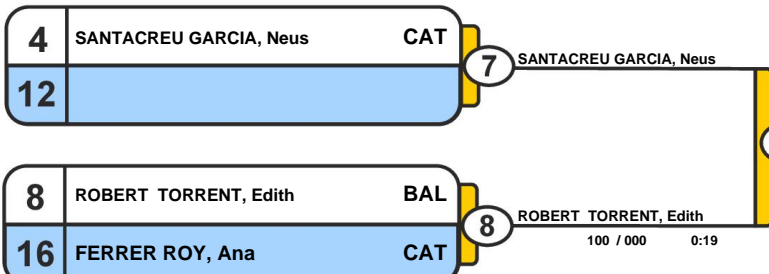 4 SANTACREU GARCIA, Neus CAT
12
7 SANTACREU GARCIA, Neus
8 ROBERT TORRENT, Edith BAL
16 FERRER ROY, Ana CAT
8 ROBERT TORRENT, Edith
100 / 000 0:19